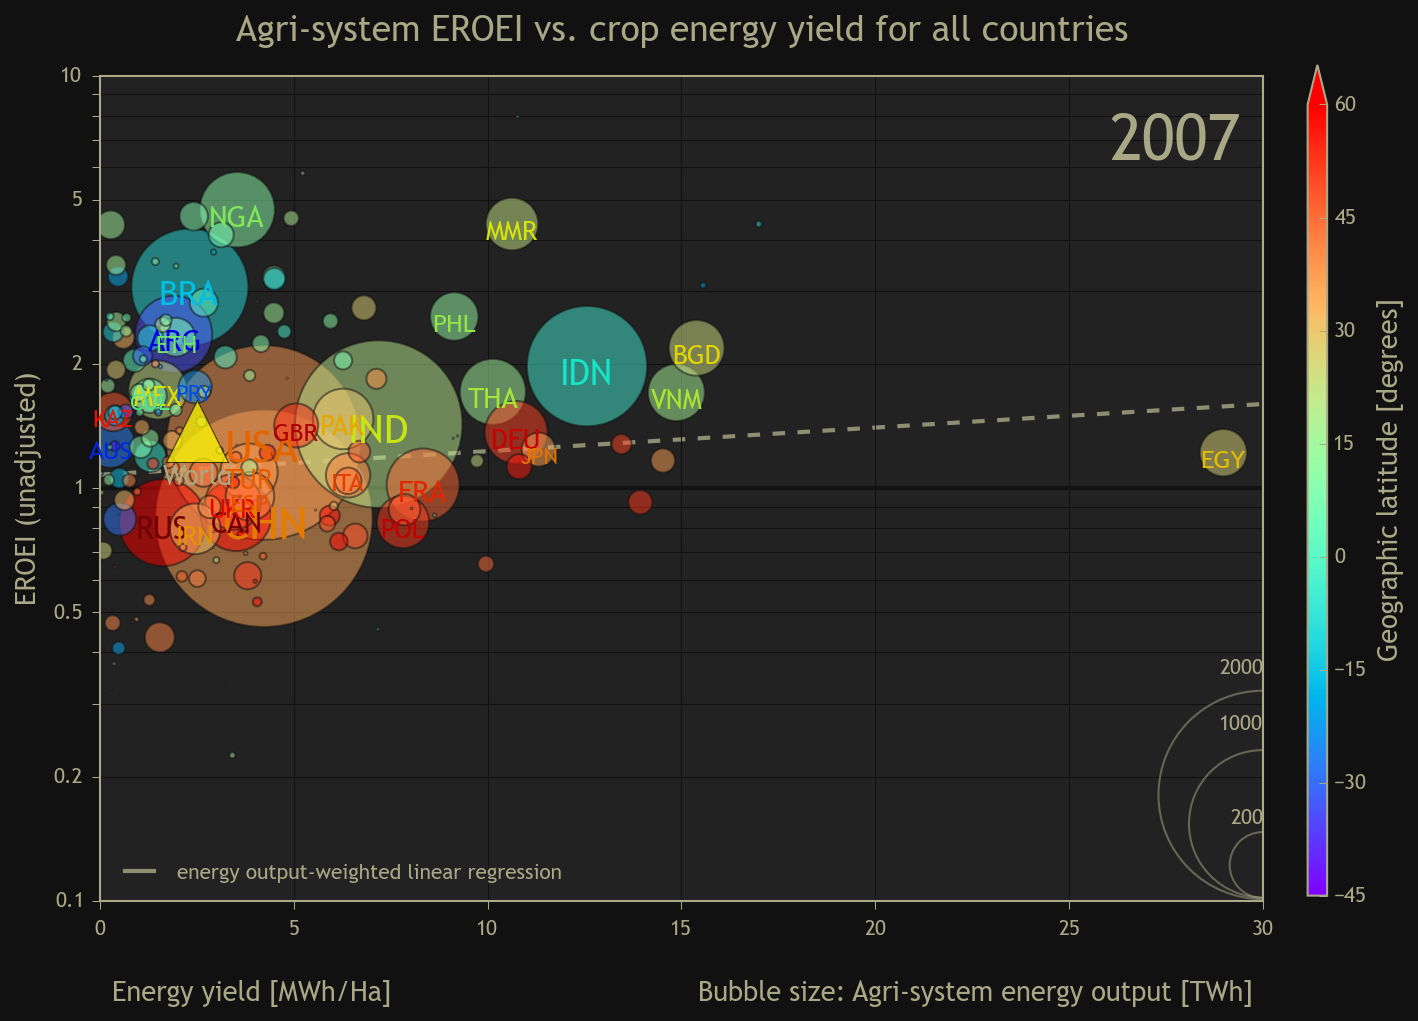 Agri-system EROEI vs. crop energy yield for all countries
2007
10
5
2
1
0.5
0.2
0.1
EROEI (unadjusted)
NGA
MMR
BRA
PHL
ARG
ETH
IDN
BGD
MEX
PRY
THA
VNM
KAZ
GBR
PAK
IND
DEU
AUS
USA
JPN
EGY
World
TUR
ITA
FRA
ESP
UKR
RUS
CAN
CHN
IRN
POL
2000
1000
200
energy output-weighted linear regression
0
5
10
15
20
25
30
Energy yield [MWh/Ha]
Bubble size: Agri-system energy output [TWh]
60
45
30
15
0
−15
−30
−45
Geographic latitude [degrees]